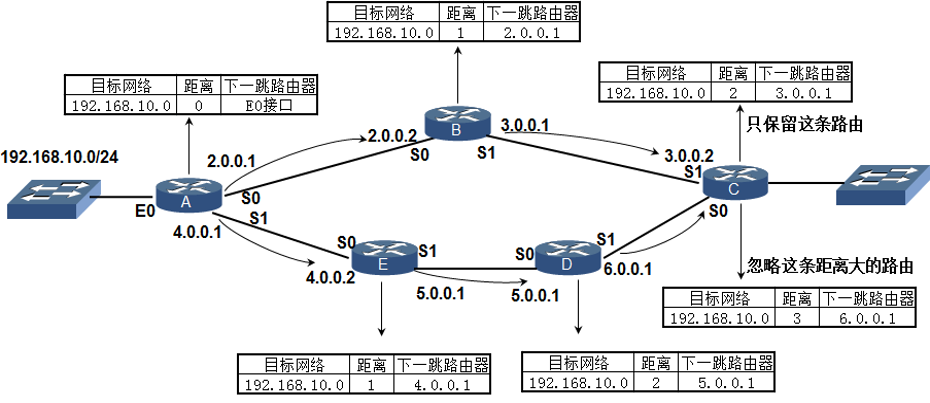 目标网络 距离 下一跳路由器
192.168.10.0 1 2.0.0.1
目标网络 距离 下一跳路由器
192.168.10.0 0 E0接口
目标网络 距离 下一跳路由器
192.168.10.0 2 3.0.0.1
只保留这条路由
B
2.0.0.2
3.0.0.1
S0
S1
192.168.10.0/24
2.0.0.1
3.0.0.2
S1
A
C
E0
S0
S0
S1
4.0.0.1
S0
S1
S0
S1
E
D
4.0.0.2
6.0.0.1
忽略这条距离大的路由
5.0.0.1
5.0.0.1
目标网络 距离 下一跳路由器
192.168.10.0 3 6.0.0.1
目标网络 距离 下一跳路由器
192.168.10.0 1 4.0.0.1
目标网络 距离 下一跳路由器
192.168.10.0 2 5.0.0.1